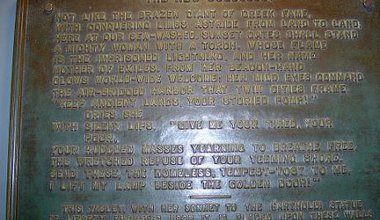 THE NEW COLOSSUS
NOT LIKE THE BRAZEN GIANT OF GREEK FAME,
WITH CONQUERING LIMBS ASTRIDE FROM LAND TO LAND;
HERE AT OUR SEA-WASHED, SUNSET GATES SHALL STAND
A MIGHTY WOMAN WITH A TORCH, WHOSE FLAME
IS THE IMPRISONED LIGHTNING, AND HER NAME
MOTHER OF EXILES. FROM HER BEACON-HAND
GLOWS WORLD-WIDE WELCOME; HER MILD EYES COMMAND
THE AIR-BRIDGED HARBOR THAT TWIN CITIES FRAME.
"KEEP ANCIENT LANDS, YOUR STORIED POMP!"
CRIES SHE
WITH SILENT LIPS. "GIVE ME YOUR TIRED, YOUR
POOR,
YOUR HUDDLED MASSES YEARNING TO BREATHE FREE,
THE WRETCHED REFUSE OF YOUR TEEMING SHORE.
SEND THESE, THE HOMELESS, TEMPEST-TOST TO ME,
I LIFT MY LAMP BESIDE THE GOLDEN DOOR!"
THIS TABLET, WITH HER SONNET TO THE BARTHOLDI STATUE